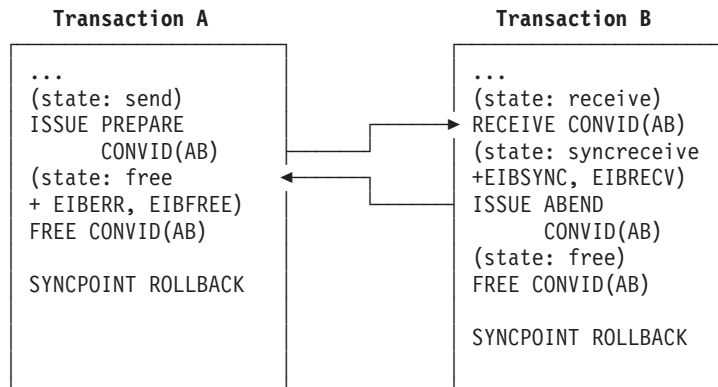 Transaction A
...
(state: send)
ISSUE PREPARE
CONVID(AB)
(state: free
+ EIBERR, EIBFREE)
FREE CONVID(AB)
SYNCPOINT ROLLBACK
Transaction B
...
(state: receive)
RECEIVE CONVID(AB)
(state: syncreceive
+EIBSYNC, EIBRECV)
ISSUE ABEND
CONVID(AB)
(state: free)
FREE CONVID(AB)
SYNCPOINT ROLLBACK